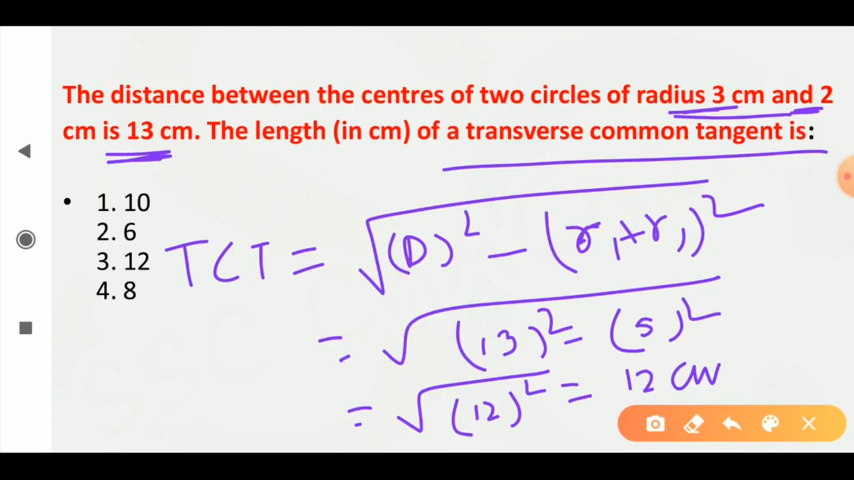 The distance between the centres of two circles of radius 3 cm and 2
cm is 13 cm. The length (in cm) of a transverse common tangent is:
• 1. 10
2. 6
3. 12
4. 8
TCT = √(D)² - (r₁+r₁)²
= √(13)² = (5)²
= √(12)² = 12 cm